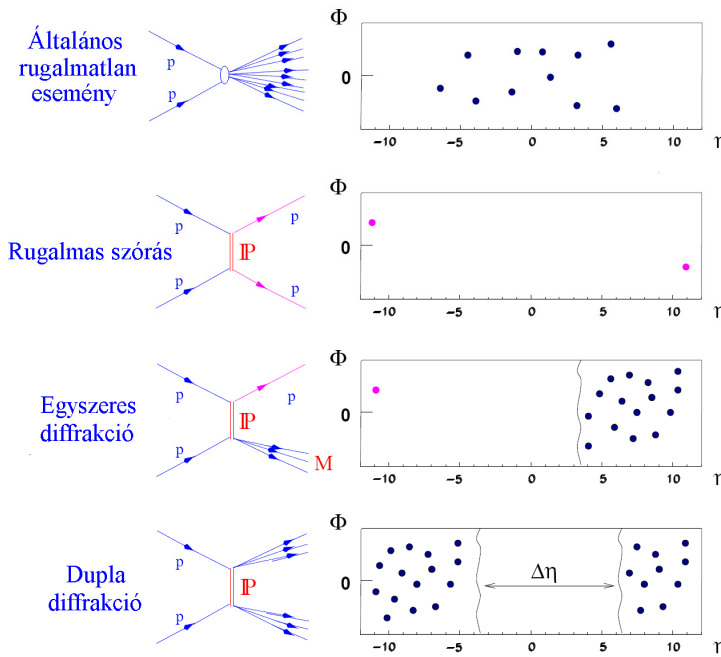 Általános
rugalmatlan
esemény
p
p
Φ
0
-10 -5 0 5 10 η
Rugalmas szórás
p
p
p
p
ℙ
Φ
0
-10 -5 0 5 10 η
Egyszeres
diffrakció
p
p
p
ℙ
M
Φ
0
-10 -5 0 5 10 η
Dupla
diffrakció
p
p
ℙ
Φ
0
Δη
-10 -5 0 5 10 η